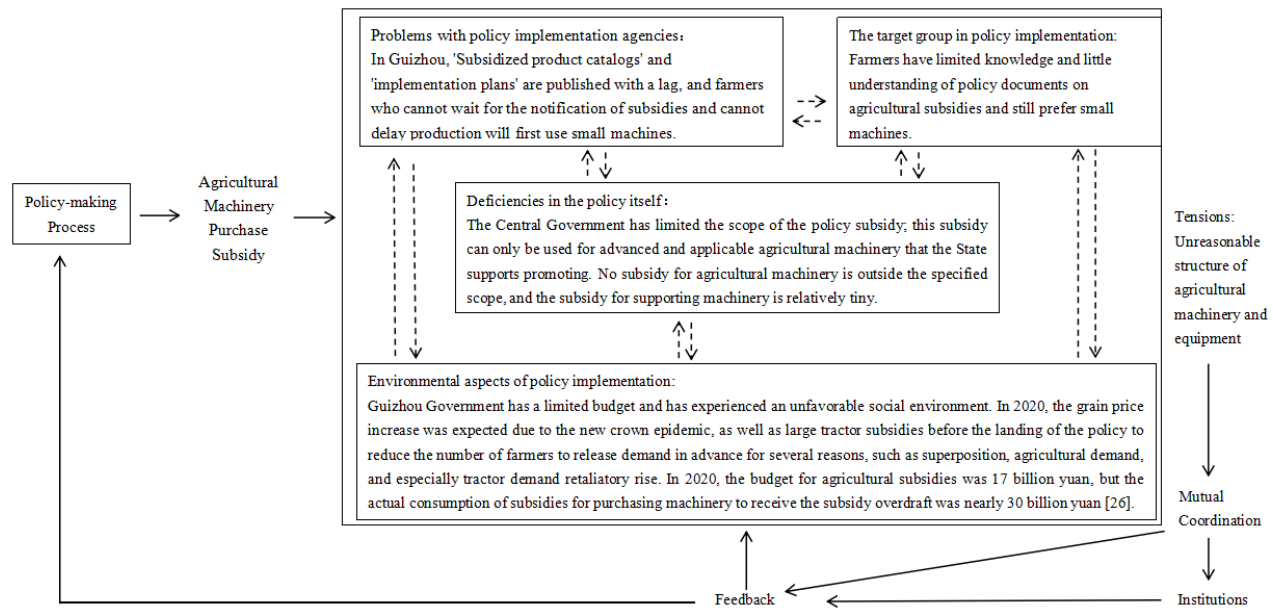 Problems with policy implementation agencies：
In Guizhou, 'Subsidized product catalogs' and
'implementation plans' are published with a lag, and farmers
who cannot wait for the notification of subsidies and cannot
delay production will first use small machines.
The target group in policy implementation:
Farmers have limited knowledge and little
understanding of policy documents on
agricultural subsidies and still prefer small
machines.
Policy-making
Process
Agricultural
Machinery
Purchase
Subsidy
Deficiencies in the policy itself：
The Central Government has limited the scope of the policy subsidy; this subsidy
can only be used for advanced and applicable agricultural machinery that the State
supports promoting. No subsidy for agricultural machinery is outside the specified
scope, and the subsidy for supporting machinery is relatively tiny.
Tensions:
Unreasonable
structure of
agricultural
machinery and
equipment
Environmental aspects of policy implementation:
Guizhou Government has a limited budget and has experienced an unfavorable social environment. In 2020, the grain price
increase was expected due to the new crown epidemic, as well as large tractor subsidies before the landing of the policy to
reduce the number of farmers to release demand in advance for several reasons, such as superposition, agricultural demand,
and especially tractor demand retaliatory rise. In 2020, the budget for agricultural subsidies was 17 billion yuan, but the
actual consumption of subsidies for purchasing machinery to receive the subsidy overdraft was nearly 30 billion yuan [26].
Mutual
Coordination
Feedback
Institutions